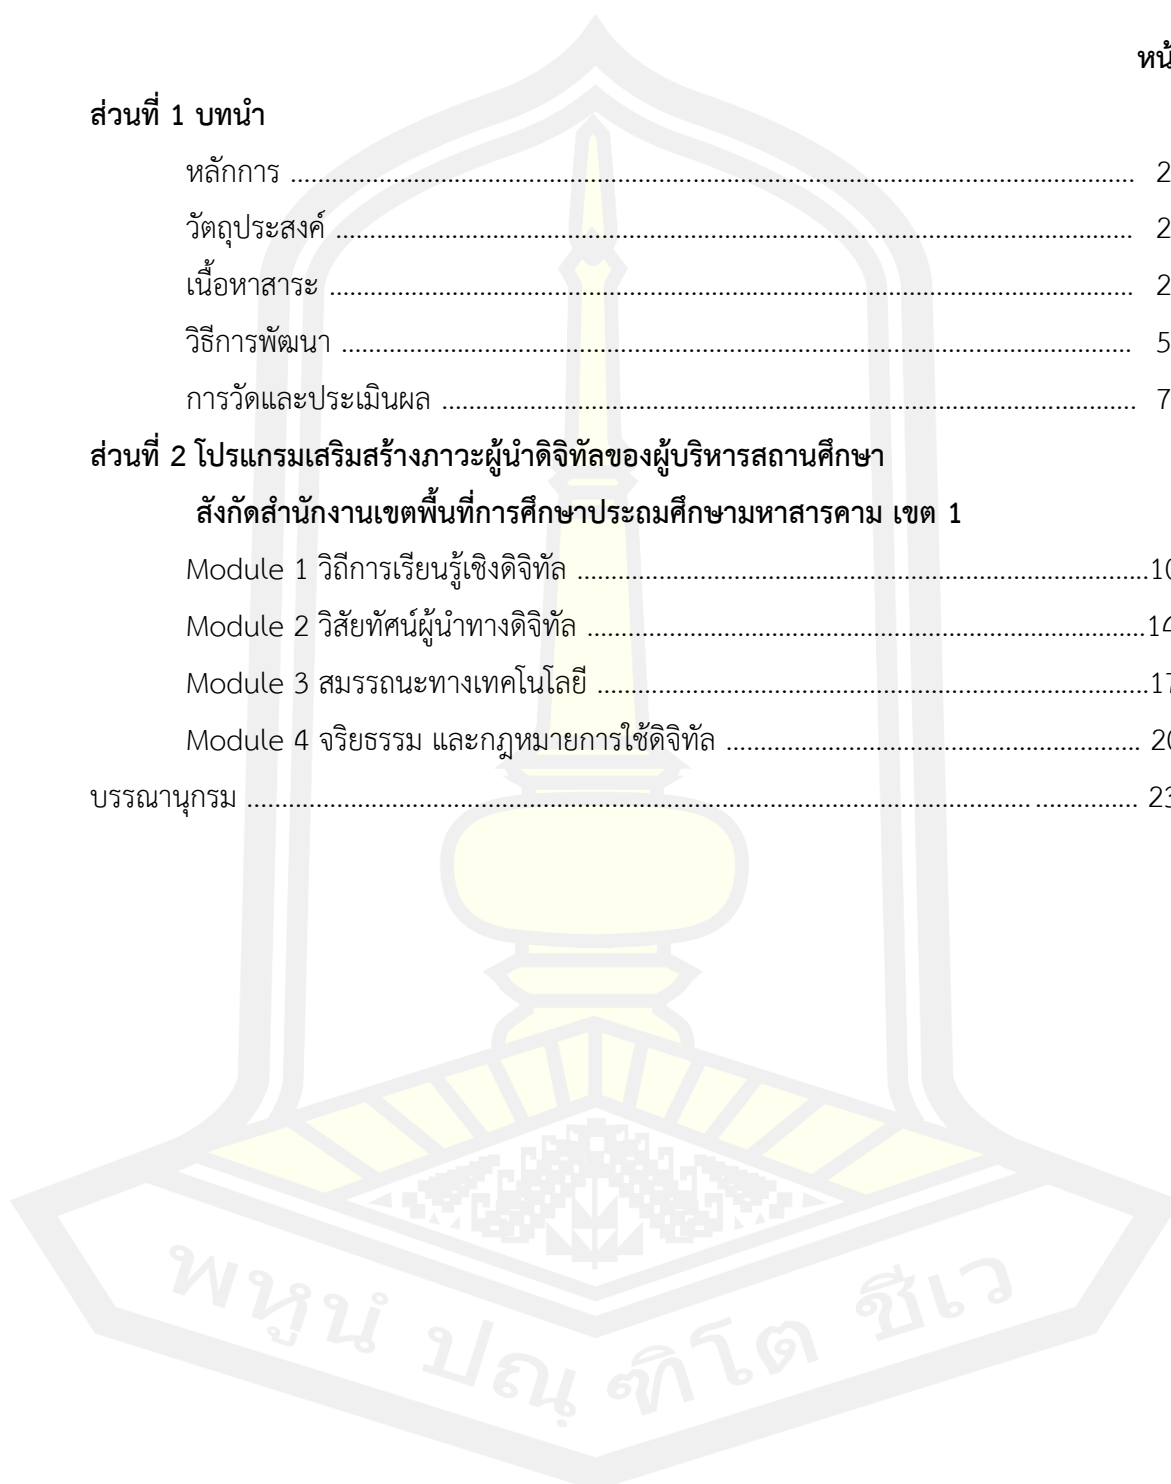 หน้
ส่วนที่ 1 บทนำ
หลักการ ........................ 2
วัตถุประสงค์ ........................ 2
เนื้อหาสาระ ........................ 2
วิธีการพัฒนา ........................ 5
การวัดและประเมินผล ........................ 7
ส่วนที่ 2 โปรแกรมเสริมสร้างภาวะผู้นำดิจิทัลของผู้บริหารสถานศึกษา
สังกัดสำนักงานเขตพื้นที่การศึกษาประถมศึกษามหาสารคาม เขต 1
Module 1 วิถีการเรียนรู้เชิงดิจิทัล ........................ 10
Module 2 วิสัยทัศน์ผู้นำทางดิจิทัล ........................ 14
Module 3 สมรรถนะทางเทคโนโลยี ........................ 17
Module 4 จริยธรรม และกฎหมายการใช้ดิจิทัล ........................ 20
บรรณานุกรม ........................ 23
พหูนํ ปณฺฑิโต ชีเว